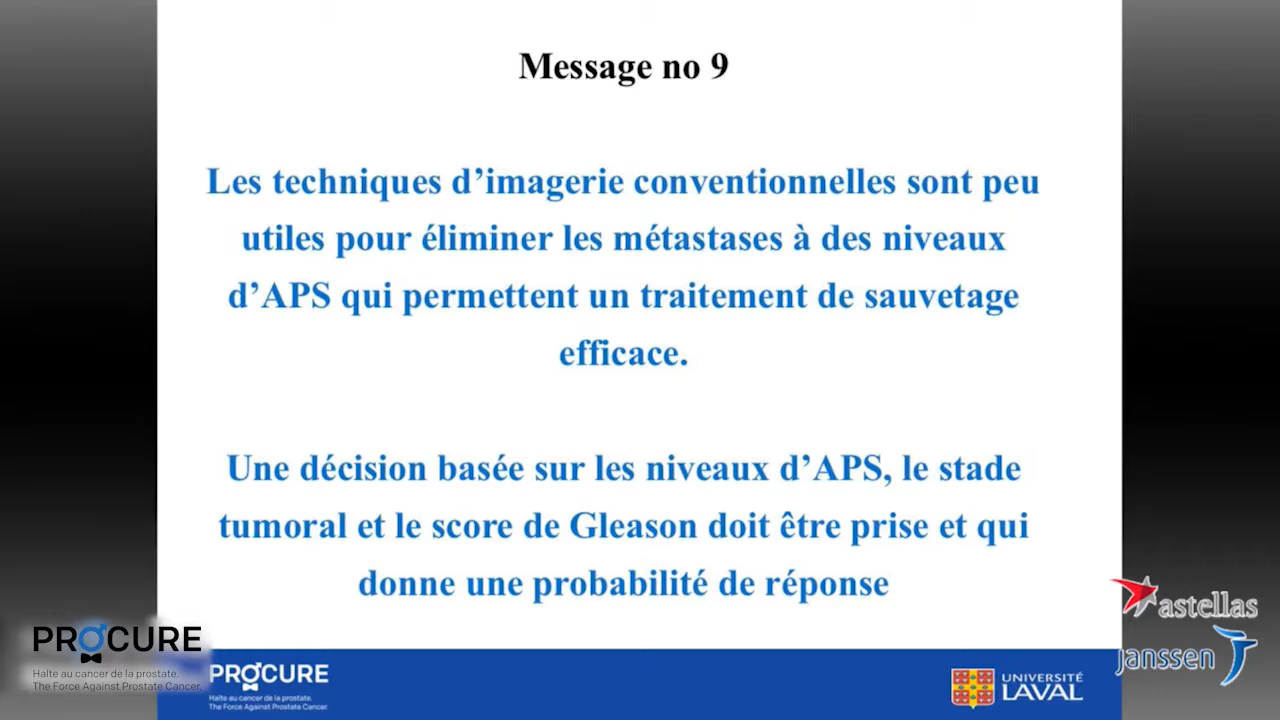 Message no 9
Les techniques d’imagerie conventionnelles sont peu
utiles pour éliminer les métastases à des niveaux
d’APS qui permettent un traitement de sauvetage
efficace.
Une décision basée sur les niveaux d’APS, le stade
tumoral et le score de Gleason doit être prise et qui
donne une probabilité de réponse
PROCURE
Halte au cancer de la prostate.
The Force Against Prostate Cancer.
PROCURE
Halte au cancer de la prostate.
The Force Against Prostate Cancer.
UNIVERSITÉ
LAVAL
astellas
janssen